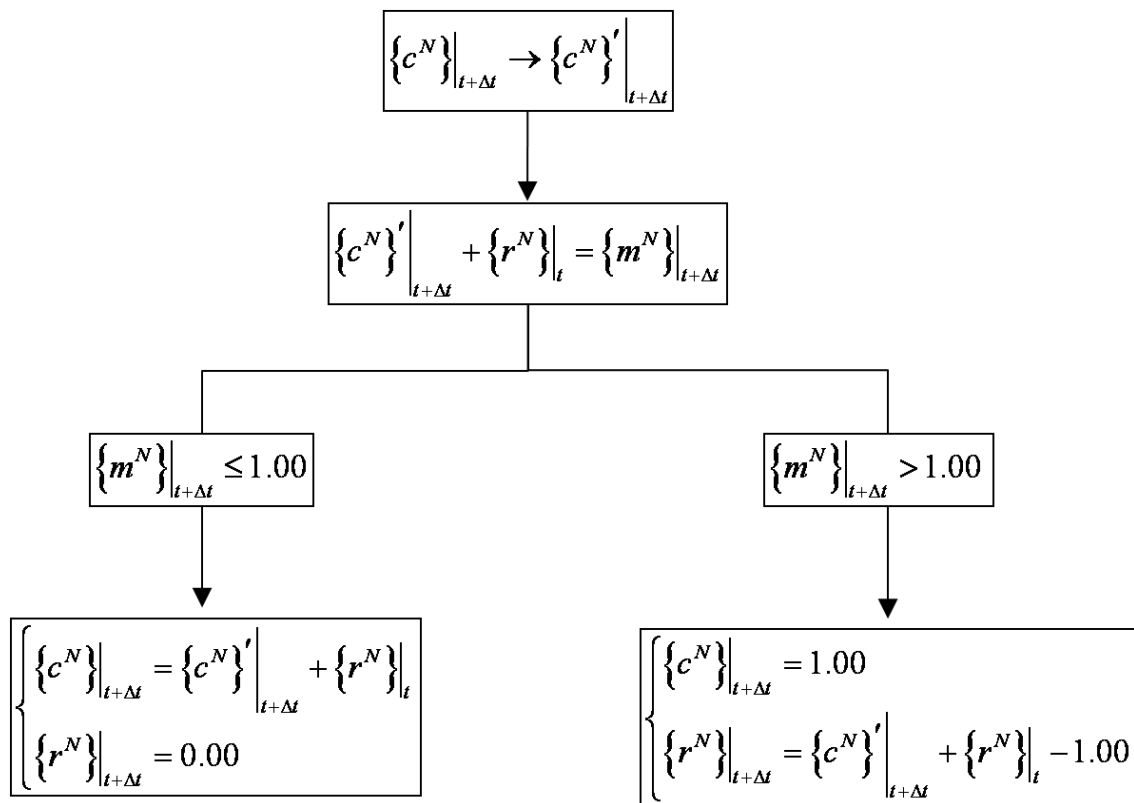 {c^N}|_{t+Δt} → {c^N}′|_{t+Δt}
{c^N}′|_{t+Δt} + {r^N}|_t = {m^N}|_{t+Δt}
{m^N}|_{t+Δt} ≤ 1.00
{m^N}|_{t+Δt} > 1.00
{c^N}|_{t+Δt} = {c^N}′|_{t+Δt} + {r^N}|_t
{r^N}|_{t+Δt} = 0.00
{c^N}|_{t+Δt} = 1.00
{r^N}|_{t+Δt} = {c^N}′|_{t+Δt} + {r^N}|_t − 1.00